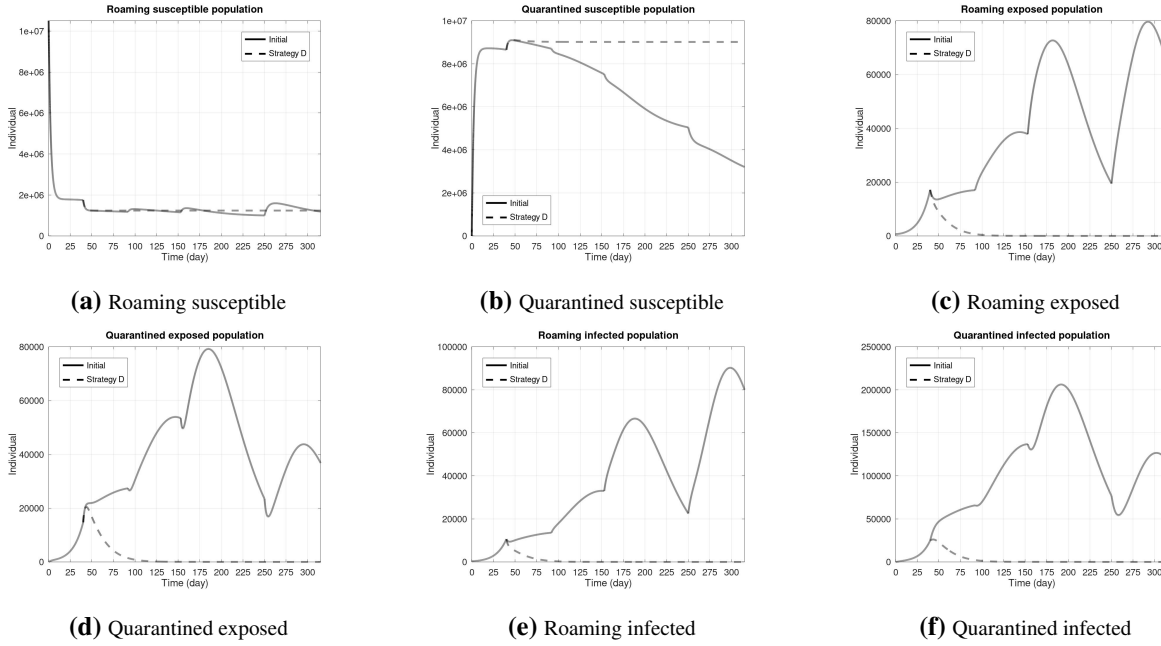 Roaming susceptible population
1e+07
8e+06
6e+06
4e+06
2e+06
0
Individual
Initial
Strategy D
0 25 50 75 100 125 150 175 200 225 250 275 300
Time (day)
(a) Roaming susceptible
Quarantined susceptible population
1e+07
8e+06
6e+06
4e+06
2e+06
0
Individual
Initial
Strategy D
0 25 50 75 100 125 150 175 200 225 250 275 300
Time (day)
(b) Quarantined susceptible
Roaming exposed population
80000
60000
40000
20000
0
Individual
Initial
Strategy D
0 25 50 75 100 125 150 175 200 225 250 275 300
Time (day)
(c) Roaming exposed
Quarantined exposed population
80000
60000
40000
20000
0
Individual
Initial
Strategy D
0 25 50 75 100 125 150 175 200 225 250 275 300
Time (day)
(d) Quarantined exposed
Roaming infected population
100000
80000
60000
40000
20000
0
Individual
Initial
Strategy D
0 25 50 75 100 125 150 175 200 225 250 275 300
Time (day)
(e) Roaming infected
Quarantined infected population
250000
200000
150000
100000
50000
0
Individual
Initial
Strategy D
0 25 50 75 100 125 150 175 200 225 250 275 300
Time (day)
(f) Quarantined infected